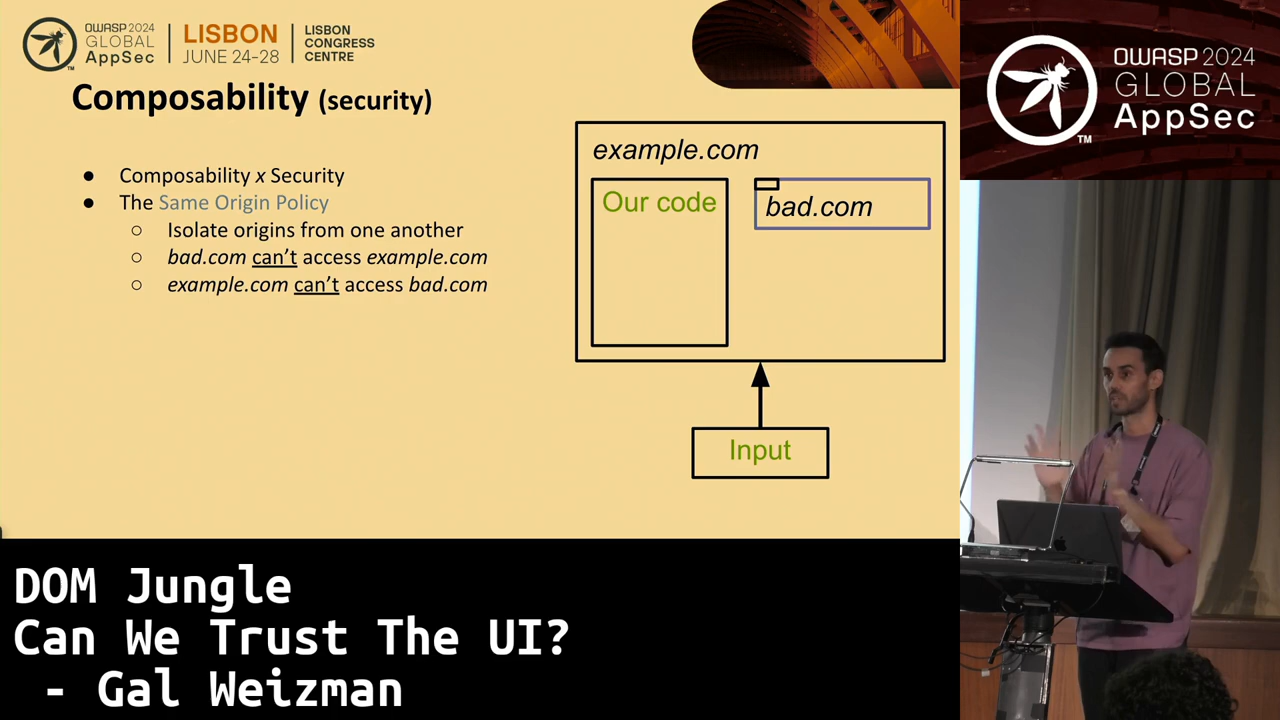 OWASP 2024
GLOBAL
AppSec
LISBON
JUNE 24-28
LISBON
CONGRESS
CENTRE
Composability (security)
● Composability x Security
● The Same Origin Policy
○ Isolate origins from one another
○ bad.com can’t access example.com
○ example.com can’t access bad.com
example.com
Our code
bad.com
Input
OWASP 2024
GLOBAL
AppSec
TM
DOM Jungle
Can We Trust The UI?
- Gal Weizman